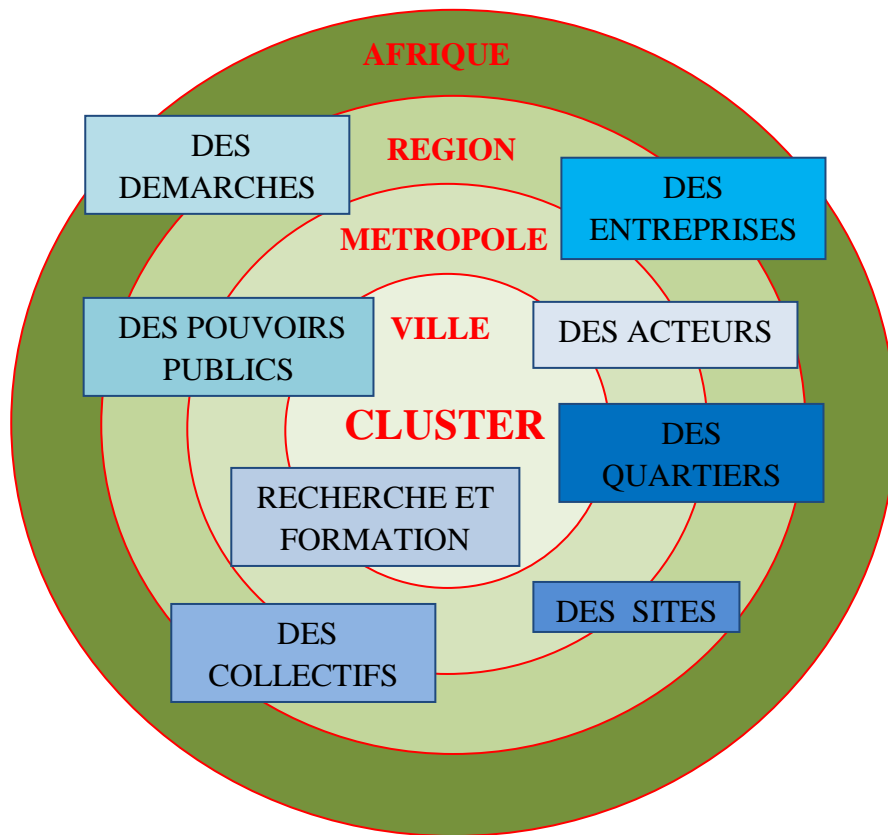 AFRIQUE
DES
DEMARCHES
REGION
DES
ENTREPRISES
METROPOLE
DES POUVOIRS
PUBLICS
VILLE
DES ACTEURS
CLUSTER
DES
QUARTIERS
RECHERCHE ET
FORMATION
DES SITES
DES
COLLECTIFS